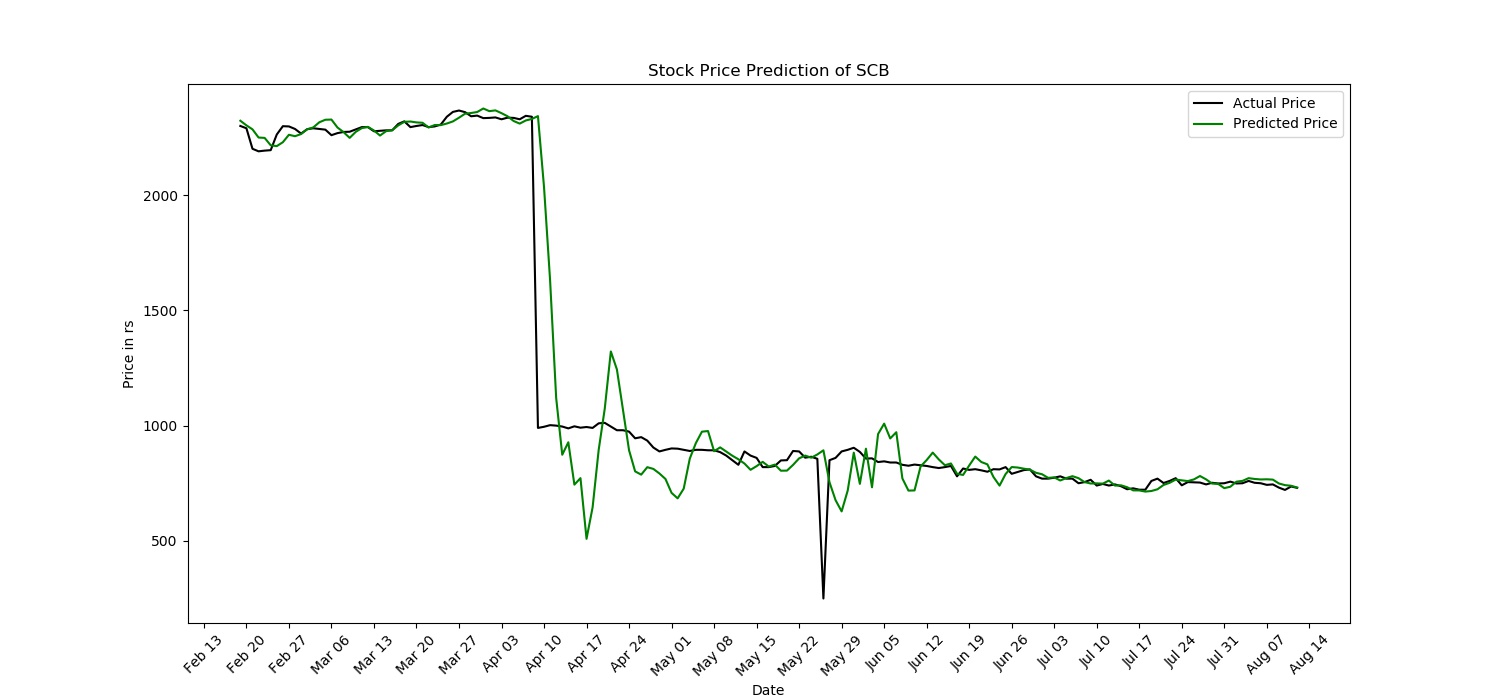 Stock Price Prediction of SCB
Actual Price
Predicted Price
Price in rs
2000
1500
1000
500
Feb 13
Feb 20
Feb 27
Mar 06
Mar 13
Mar 20
Mar 27
Apr 03
Apr 10
Apr 17
Apr 24
May 01
May 08
May 15
May 22
May 29
Jun 05
Jun 12
Jun 19
Jun 26
Jul 03
Jul 10
Jul 17
Jul 24
Jul 31
Aug 07
Aug 14
Date